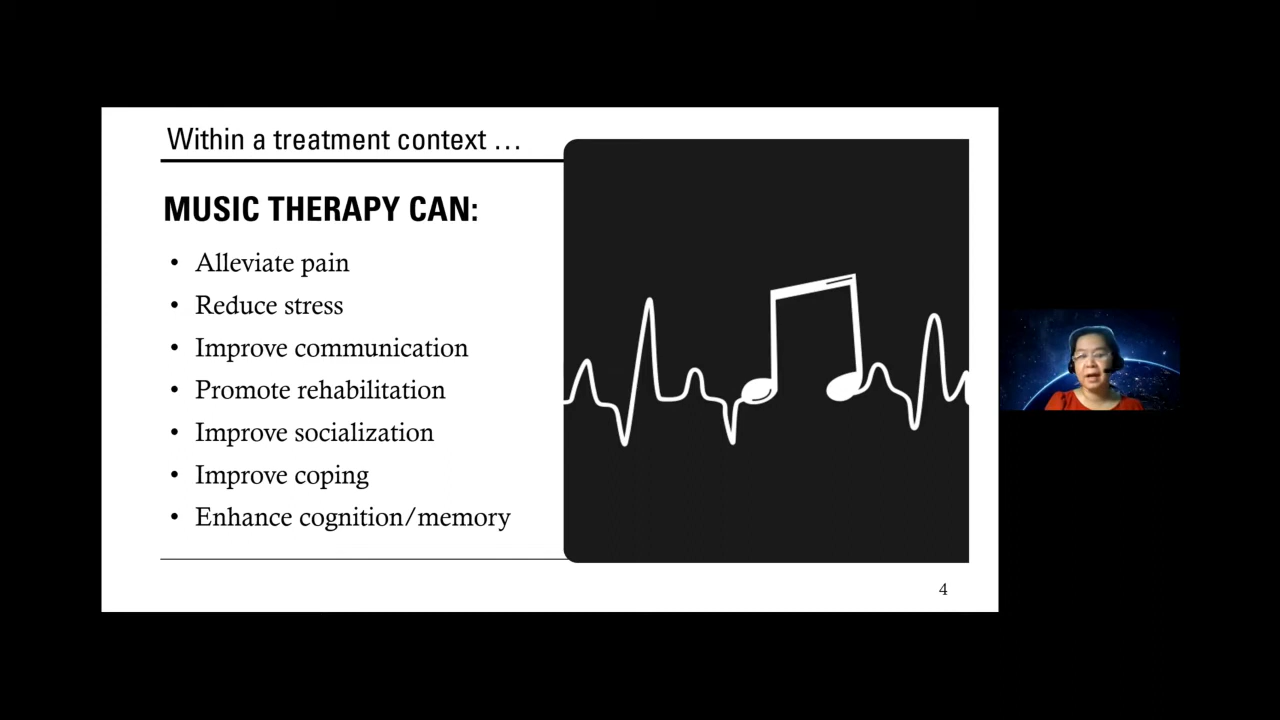 Within a treatment context …
MUSIC THERAPY CAN:
• Alleviate pain
• Reduce stress
• Improve communication
• Promote rehabilitation
• Improve socialization
• Improve coping
• Enhance cognition/memory
4